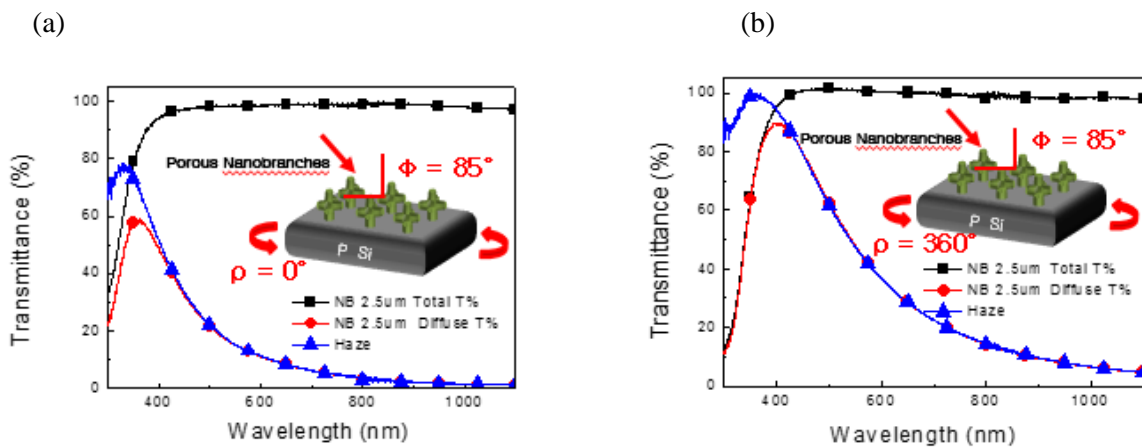 (a)
(b)
Transmittance (%)
100
80
60
40
20
0
400
600
800
1000
Wavelength (nm)
Porous Nanobranches
Φ = 85°
P Si
ρ = 0°
NB 2.5um Total T%
NB 2.5um Diffuse T%
Haze
Transmittance (%)
100
80
60
40
20
0
400
600
800
1000
Wavelength (nm)
Porous Nanobranches
Φ = 85°
P Si
ρ = 360°
NB 2.5um Total T%
NB 2.5um Diffuse T%
Haze